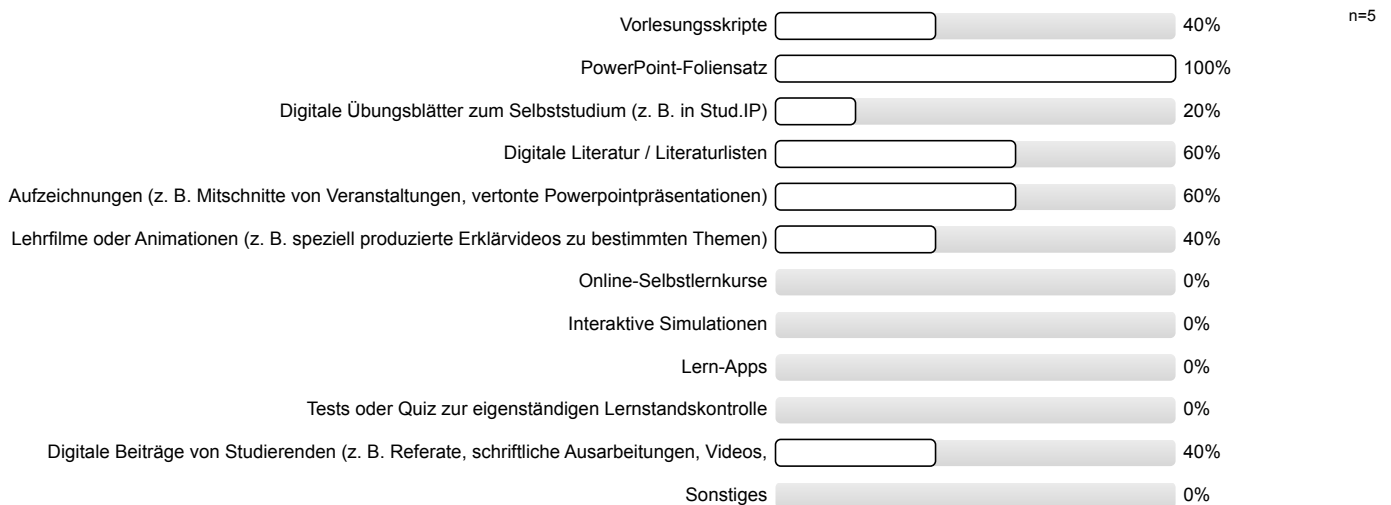 Vorlesungsskripte 40% n=5
PowerPoint-Foliensatz 100%
Digitale Übungsblätter zum Selbststudium (z. B. in Stud.IP) 20%
Digitale Literatur / Literaturlisten 60%
Aufzeichnungen (z. B. Mitschnitte von Veranstaltungen, vertonte Powerpointpräsentationen) 60%
Lehrfilme oder Animationen (z. B. speziell produzierte Erklärvideos zu bestimmten Themen) 40%
Online-Selbstlernkurse 0%
Interaktive Simulationen 0%
Lern-Apps 0%
Tests oder Quiz zur eigenständigen Lernstandskontrolle 0%
Digitale Beiträge von Studierenden (z. B. Referate, schriftliche Ausarbeitungen, Videos, 40%
Sonstiges 0%